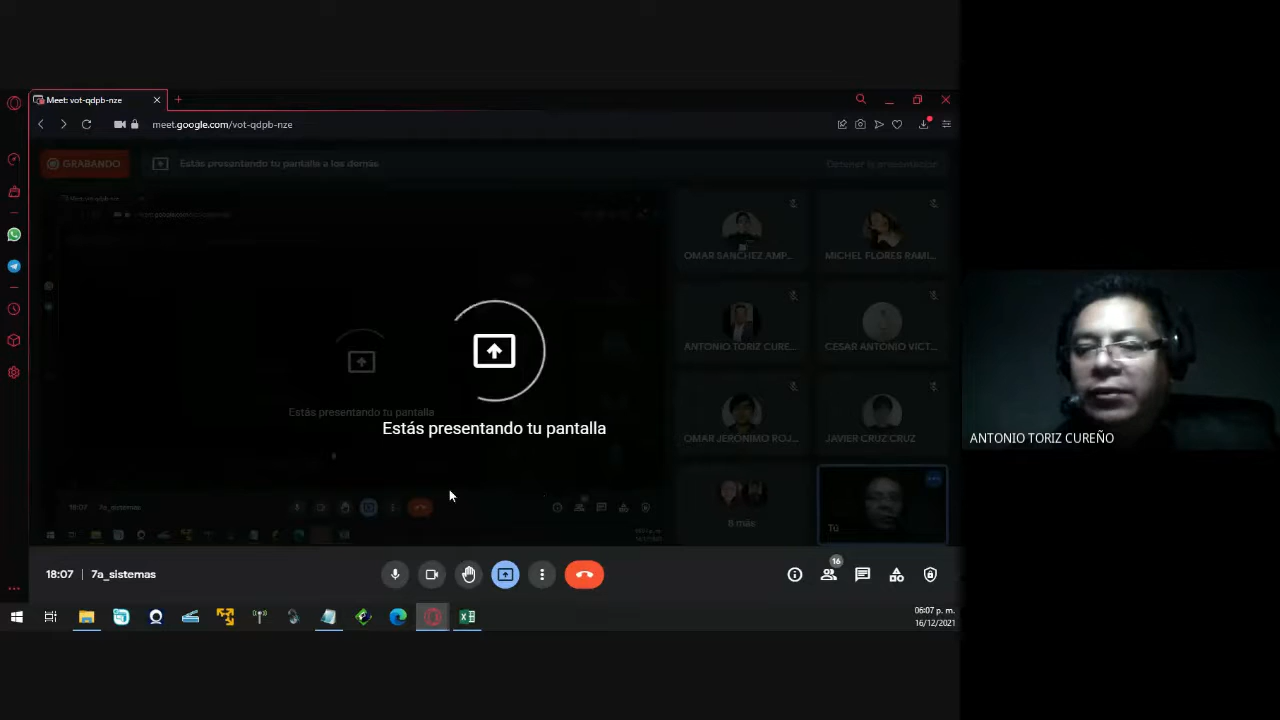 Meet: vot-qdpb-nze
meet.google.com/vot-qdpb-nze
GRABANDO
Estás presentando tu pantalla a los demás
Detener la presentación
OMAR SANCHEZ AMP...
MICHEL FLORES RAMI...
ANTONIO TORIZ CURE...
CESAR ANTONIO VICT...
OMAR JERONIMO ROJ...
JAVIER CRUZ CRUZ
8 más
Tú
Estás presentando tu pantalla
Estás presentando tu pantalla
18:07 7a_sistemas
18:07 | 7a_sistemas
16
06:07 p. m.
16/12/2021
ANTONIO TORIZ CUREÑO